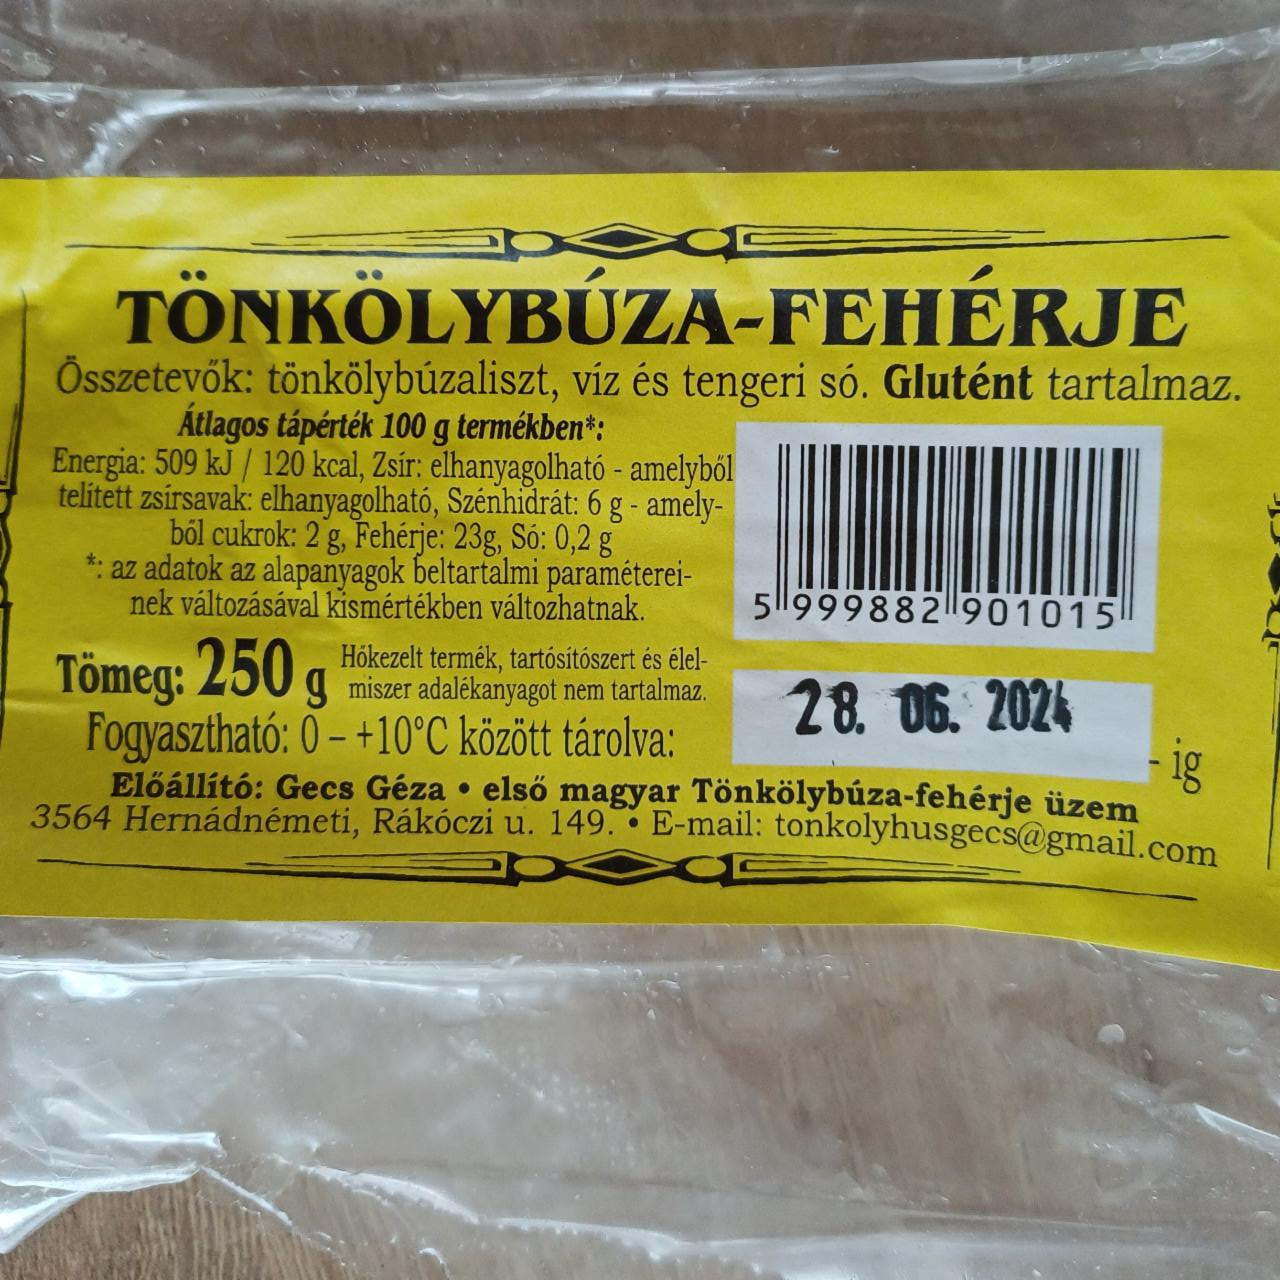 TÖNKÖLYBÚZA-FEHÉRJE
Összetevők: tönkölybúzaliszt, víz és tengeri só. Glutént tartalmaz.
Átlagos tápérték 100 g termékben*:
Energia: 509 kJ / 120 kcal, Zsír: elhanyagolható - amelyből
telített zsírsavak: elhanyagolható, Szénhidrát: 6 g - amely-
ből cukrok: 2 g, Fehérje: 23g, Só: 0,2 g
*: az adatok az alapanyagok beltartalmi paraméterei-
nek változásával kismértékben változhatnak.
5 999882 901015
Tömeg: 250 g
Hőkezelt termék, tartósítószert és élel-
miszer adalékanyagot nem tartalmaz.
Fogyasztható: 0 – +10°C között tárolva:
28. 06. 2024
- ig
Előállító: Gecs Géza • első magyar Tönkölybúza-fehérje üzem
3564 Hernádnémeti, Rákóczi u. 149. • E-mail: tonkolyhusgecs@gmail.com